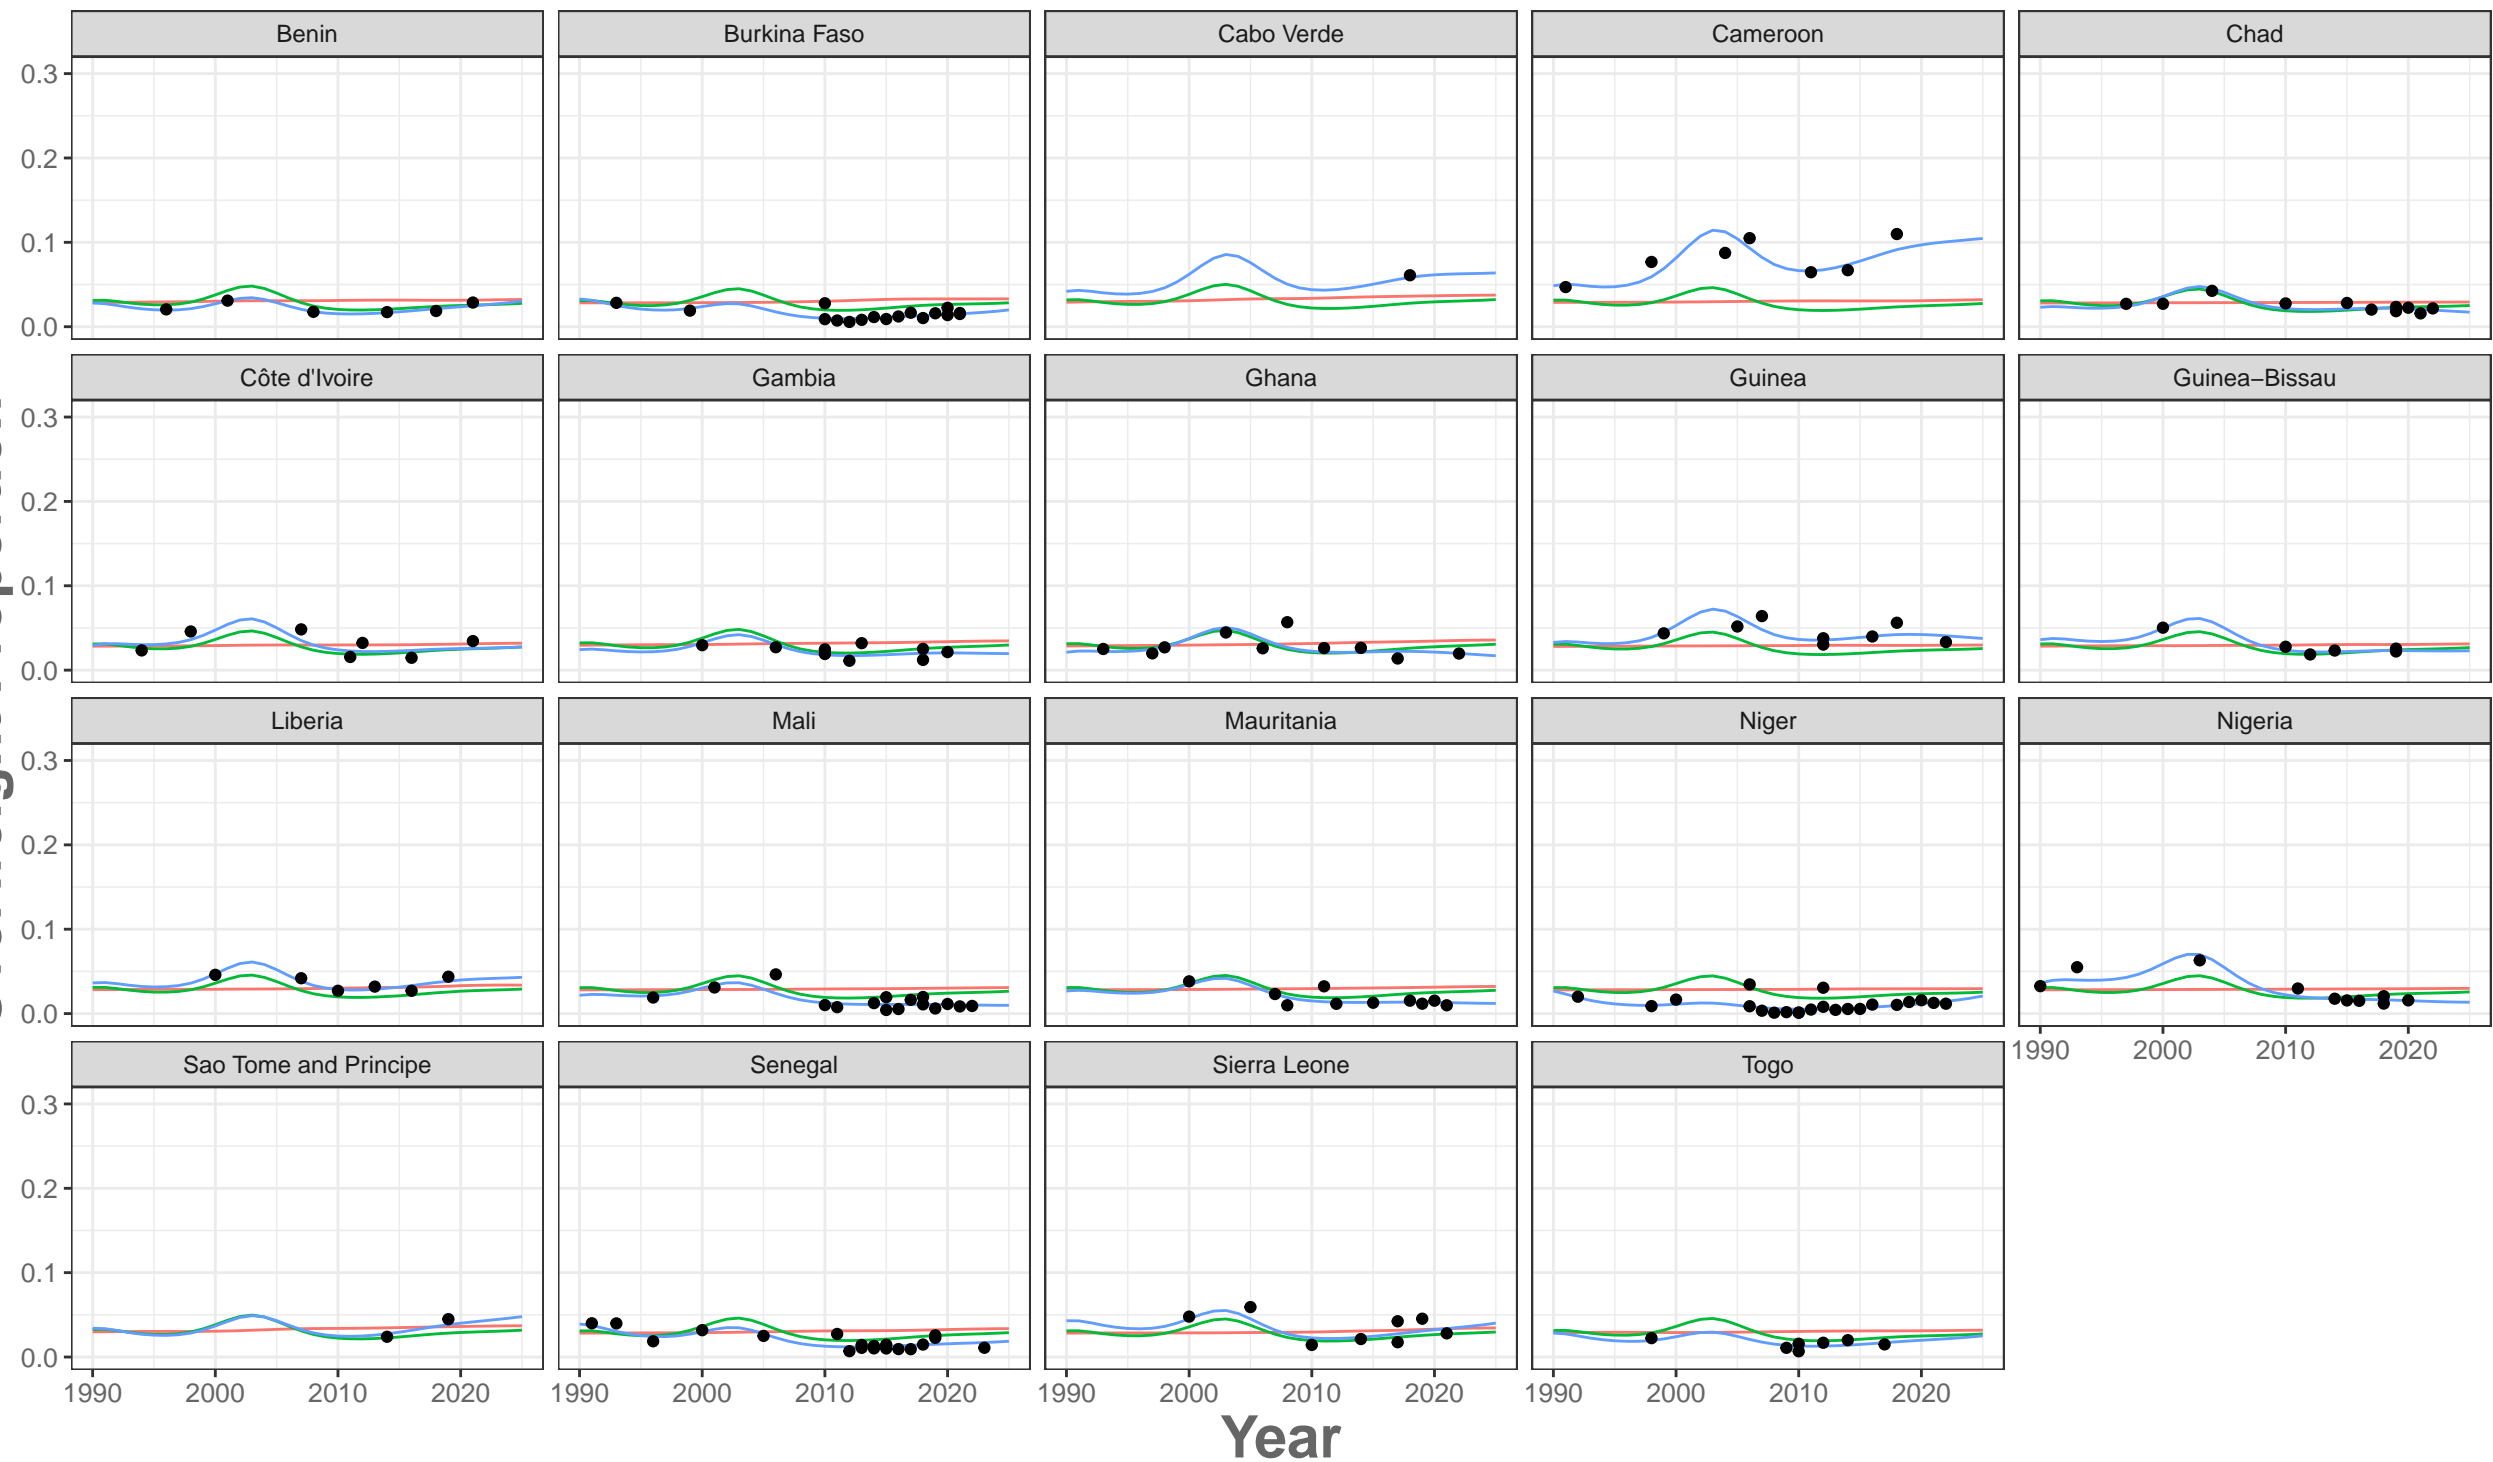 Benin Burkina Faso Cabo Verde Cameroon Chad
0.3
0.2
0.1
0.0
Côte d'Ivoire Gambia Ghana Guinea Guinea−Bissau
0.3
0.2
0.1
0.0
Liberia Mali Mauritania Niger Nigeria
0.3
0.2
0.1
0.0
1990 2000 2010 2020
Sao Tome and Principe Senegal Sierra Leone Togo
0.3
0.2
0.1
0.0
1990 2000 2010 2020 1990 2000 2010 2020 1990 2000 2010 2020 1990 2000 2010 2020
Year